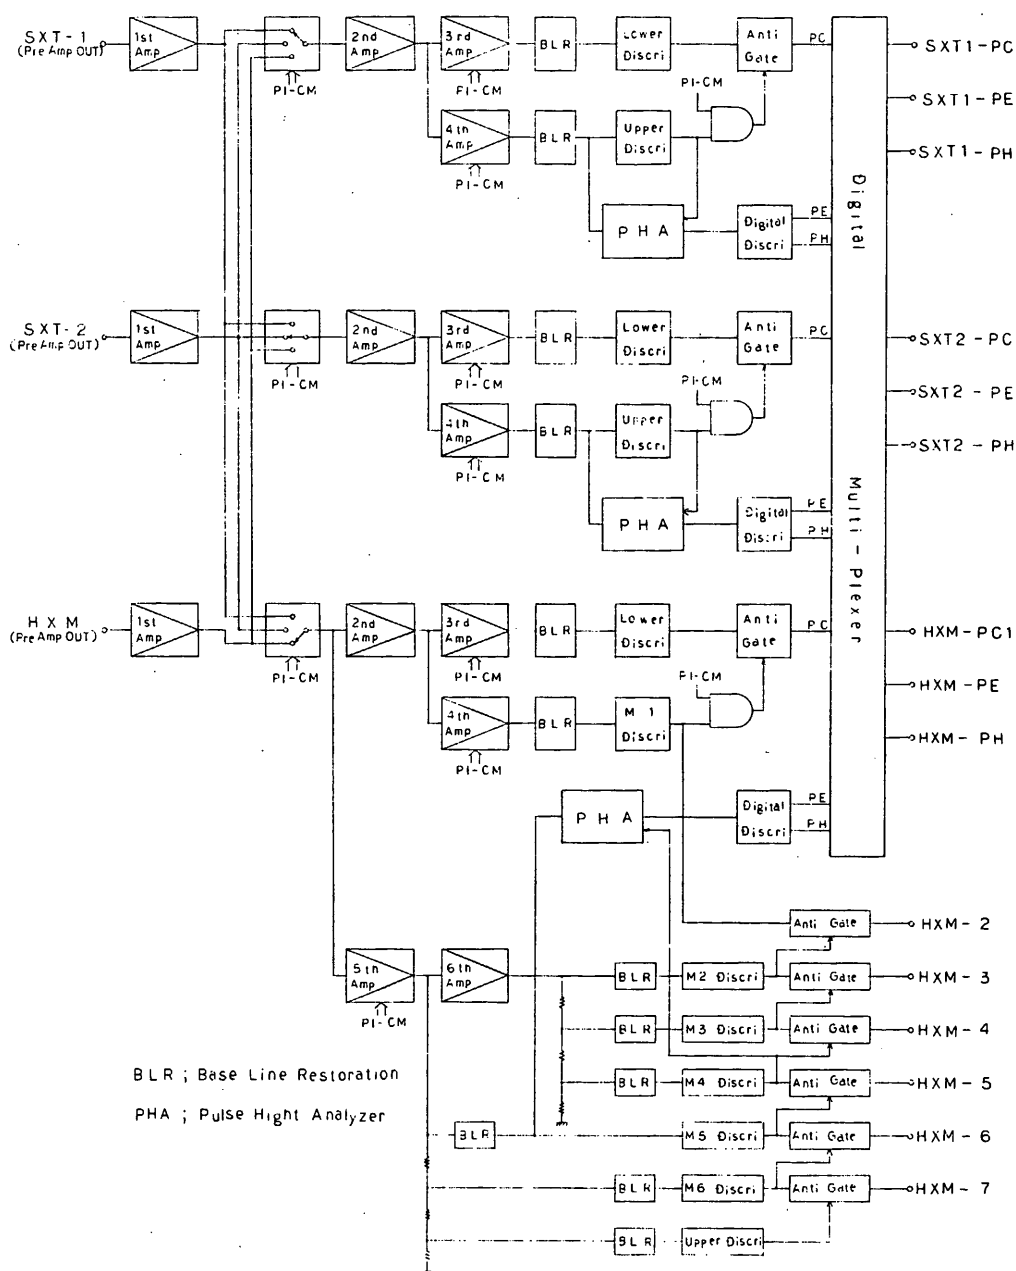 SXT-1
(Pre Amp OUT)
1st Amp
PI-CM
2nd Amp
3rd Amp
PI-CM
BLR
Lower Discri
Anti Gate
PC
SXT1-PC
PI-CM
SXT1-PE
4th Amp
PI-CM
BLR
Upper Discri
SXT1-PH
PHA
Digital Discri
PE
PH
Digital Multi-Plexer
SXT-2
(Pre Amp OUT)
1st Amp
PI-CM
2nd Amp
3rd Amp
PI-CM
BLR
Lower Discri
Anti Gate
PC
SXT2-PC
PI-CM
SXT2-PE
4th Amp
PI-CM
BLR
Upper Discri
SXT2-PH
PHA
Digital Discri
PE
PH
HXM
(Pre Amp OUT)
1st Amp
PI-CM
2nd Amp
3rd Amp
PI-CM
BLR
Lower Discri
Anti Gate
PC
HXM-PC1
PI-CM
HXM-PE
4th Amp
PI-CM
BLR
M1 Discri
HXM-PH
PHA
Digital Discri
PE
PH
Anti Gate
HXM-2
5th Amp
PI-CM
6th Amp
BLR
M2 Discri
Anti Gate
HXM-3
BLR
M3 Discri
Anti Gate
HXM-4
BLR ; Base Line Restoration
BLR
M4 Discri
Anti Gate
HXM-5
PHA ; Pulse Hight Analyzer
BLR
M5 Discri
Anti Gate
HXM-6
BLR
M6 Discri
Anti Gate
HXM-7
BLR
Upper Discri